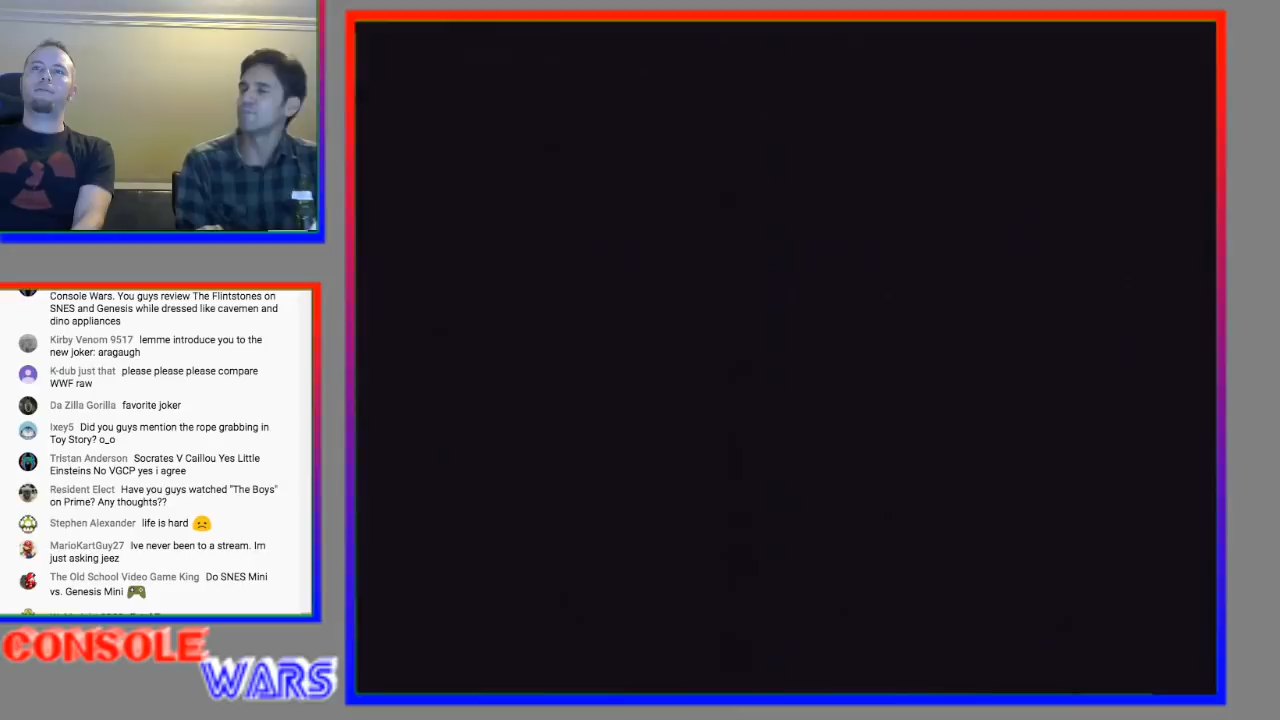 Console Wars. You guys review The Flintstones on
SNES and Genesis while dressed like cavemen and
dino appliances
Kirby Venom 9517 lemme introduce you to the
new joker: aragaugh
K-dub just that please please please compare
WWF raw
Da Zilla Gorilla favorite joker
Ixey5 Did you guys mention the rope grabbing in
Toy Story? o_o
Tristan Anderson Socrates V Caillou Yes Little
Einsteins No VGCP yes i agree
Resident Elect Have you guys watched "The Boys"
on Prime? Any thoughts??
Stephen Alexander life is hard
MarioKartGuy27 Ive never been to a stream. Im
just asking jeez
The Old School Video Game King Do SNES Mini
vs. Genesis Mini
CONSOLE
WARS